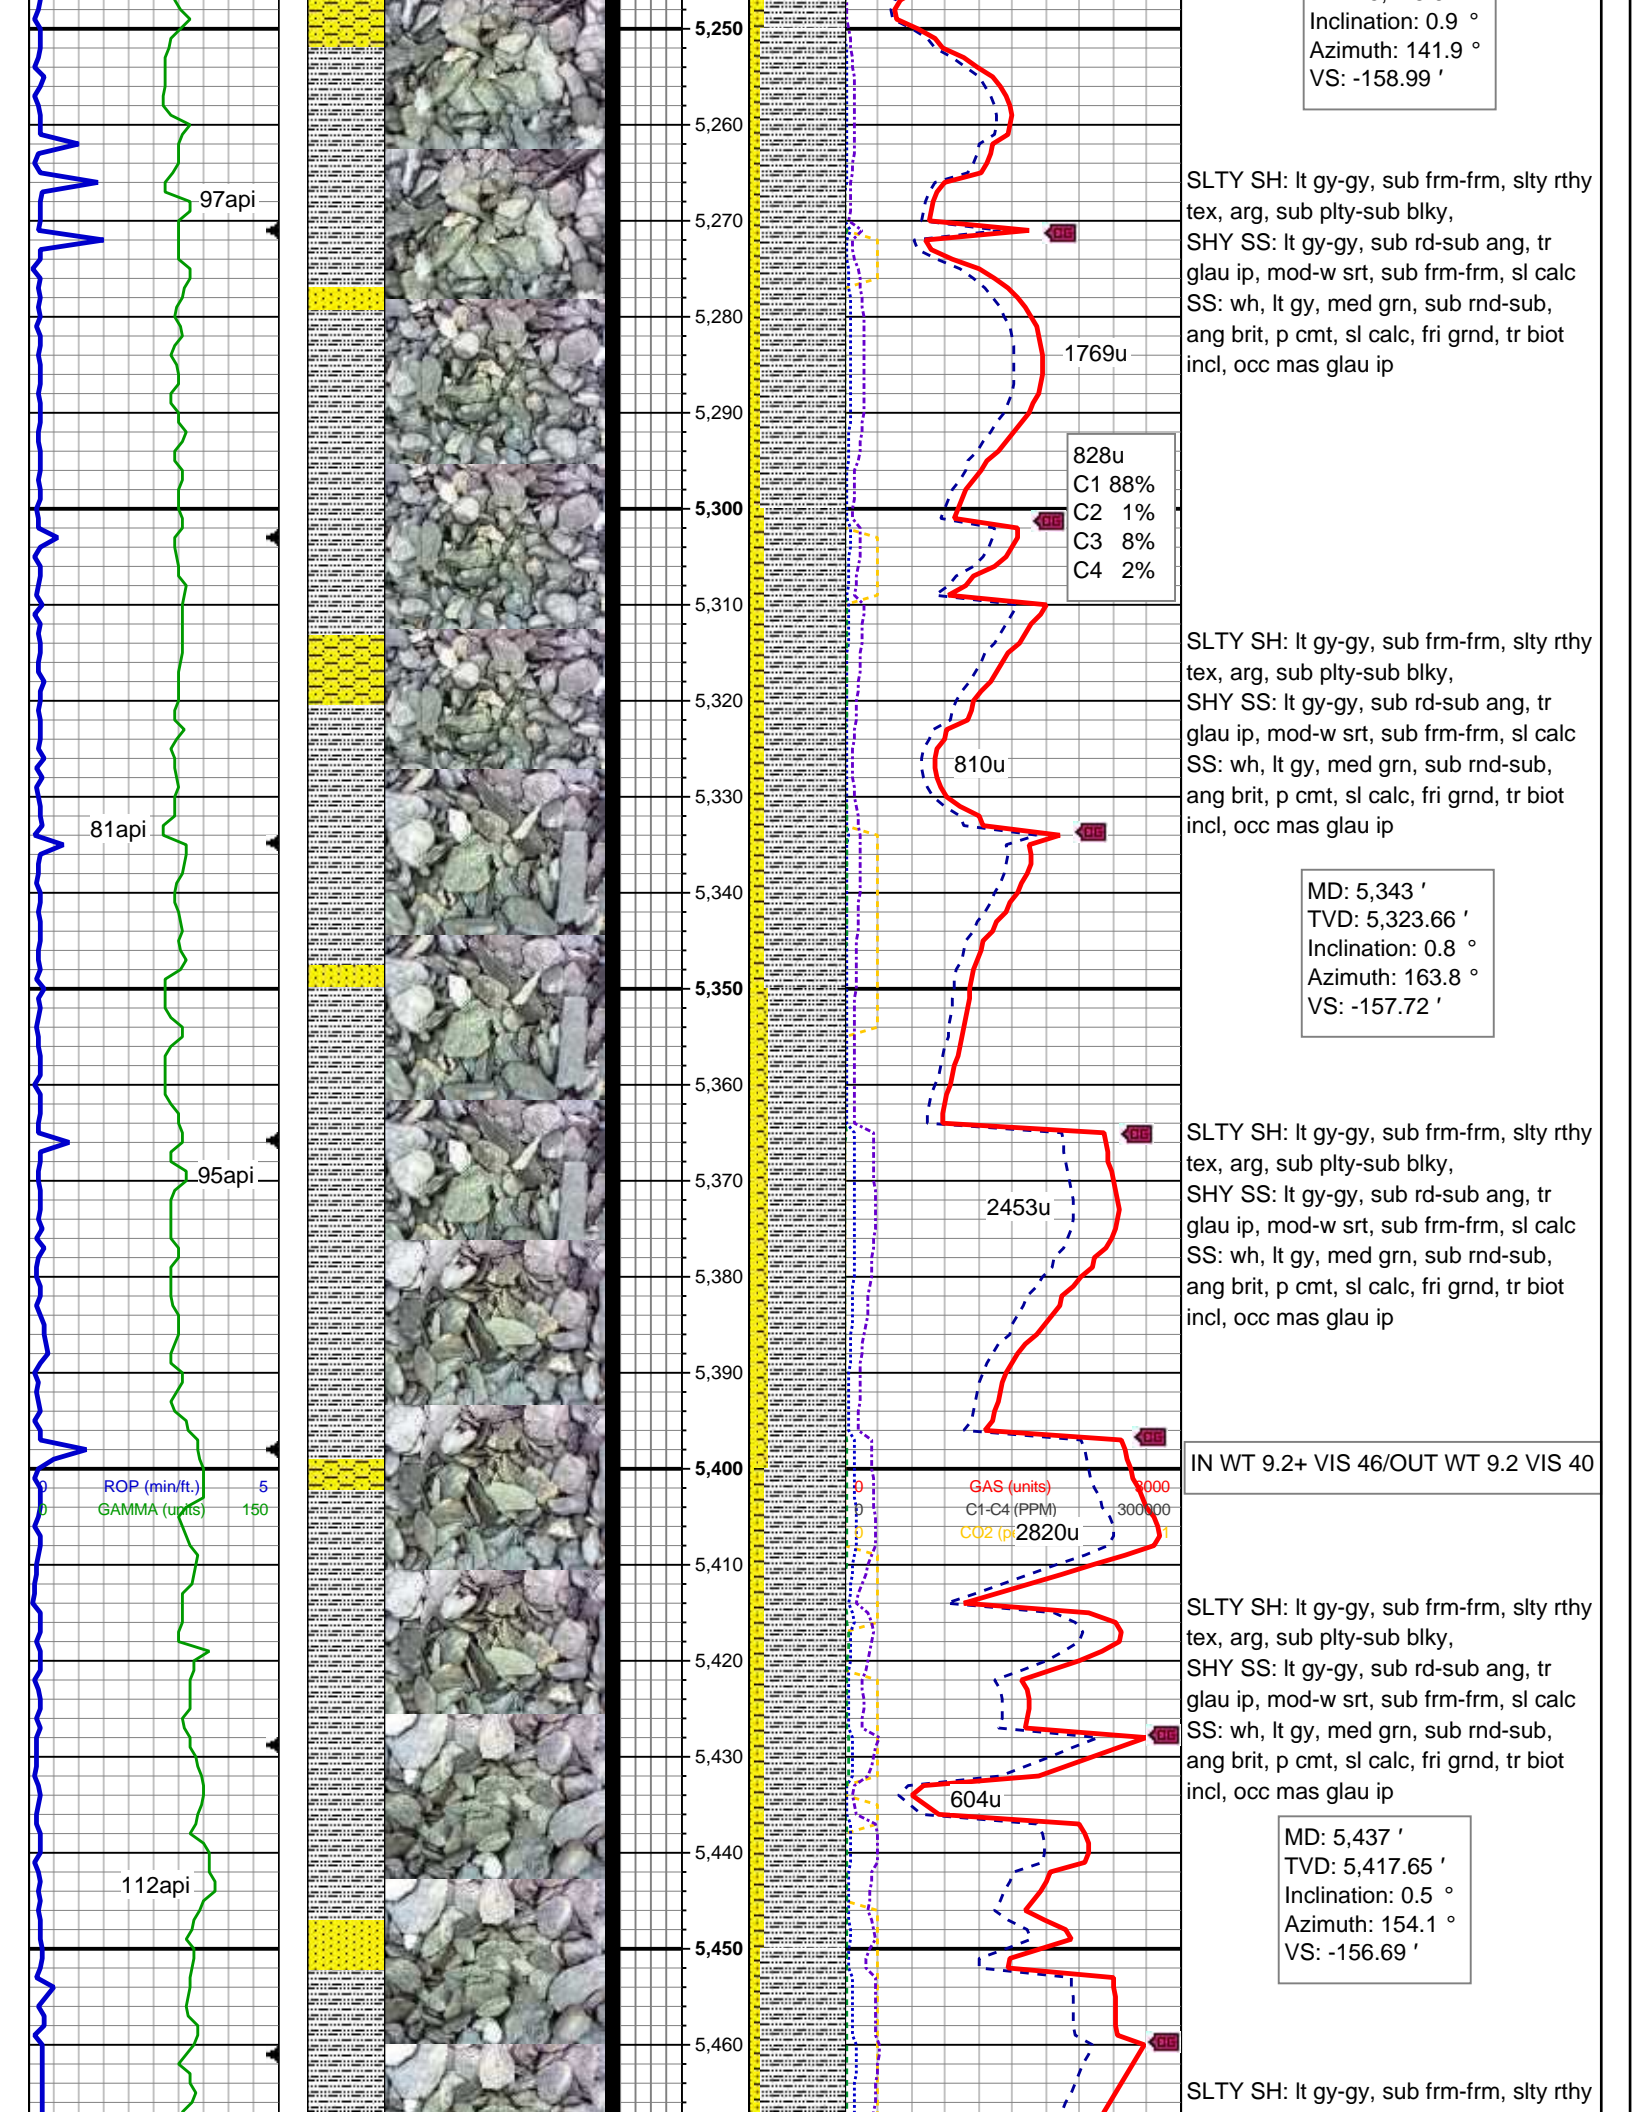 Inclination: 0.9 °
Azimuth: 141.9 °
VS: -158.99 '
5,250
5,260
97api
SLTY SH: lt gy-gy, sub frm-frm, slty rthy
tex, arg, sub plty-sub blky,
SHY SS: lt gy-gy, sub rd-sub ang, tr
glau ip, mod-w srt, sub frm-frm, sl calc
SS: wh, lt gy, med grn, sub rnd-sub,
ang brit, p cmt, sl calc, fri grnd, tr biot
incl, occ mas glau ip
5,270
CG
5,280
1769u
5,290
828u
C1 88%
C2 1%
C3 8%
C4 2%
5,300
CG
5,310
SLTY SH: lt gy-gy, sub frm-frm, slty rthy
tex, arg, sub plty-sub blky,
SHY SS: lt gy-gy, sub rd-sub ang, tr
glau ip, mod-w srt, sub frm-frm, sl calc
SS: wh, lt gy, med grn, sub rnd-sub,
ang brit, p cmt, sl calc, fri grnd, tr biot
incl, occ mas glau ip
5,320
810u
5,330
81api
CG
5,340
MD: 5,343 '
TVD: 5,323.66 '
Inclination: 0.8 °
Azimuth: 163.8 °
VS: -157.72 '
5,350
5,360
CG
SLTY SH: lt gy-gy, sub frm-frm, slty rthy
tex, arg, sub plty-sub blky,
SHY SS: lt gy-gy, sub rd-sub ang, tr
glau ip, mod-w srt, sub frm-frm, sl calc
SS: wh, lt gy, med grn, sub rnd-sub,
ang brit, p cmt, sl calc, fri grnd, tr biot
incl, occ mas glau ip
95api
5,370
2453u
5,380
5,390
CG
IN WT 9.2+ VIS 46/OUT WT 9.2 VIS 40
5,400
0 ROP (min/ft.) 5
0 GAMMA (units) 150
0 GAS (units) 3000
0 C1-C4 (PPM) 300000
0 CO2 (p 1
2820u
5,410
SLTY SH: lt gy-gy, sub frm-frm, slty rthy
tex, arg, sub plty-sub blky,
SHY SS: lt gy-gy, sub rd-sub ang, tr
glau ip, mod-w srt, sub frm-frm, sl calc
SS: wh, lt gy, med grn, sub rnd-sub,
ang brit, p cmt, sl calc, fri grnd, tr biot
incl, occ mas glau ip
5,420
CG
5,430
604u
5,440
112api
MD: 5,437 '
TVD: 5,417.65 '
Inclination: 0.5 °
Azimuth: 154.1 °
VS: -156.69 '
5,450
5,460
CG
SLTY SH: lt gy-gy, sub frm-frm, slty rthy